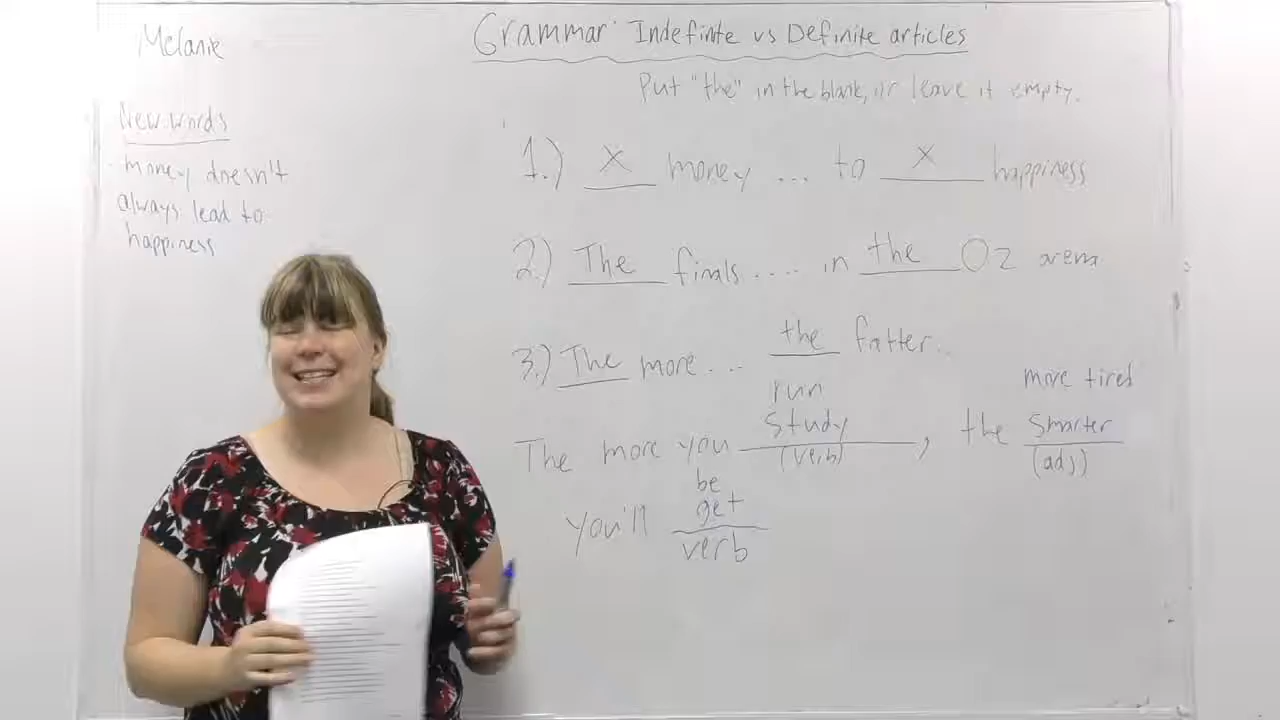 Melanie
Grammar: Indefinite vs Definite articles
Put "the" in the blank, or leave it empty.
New words
money doesn't
always lead to
happiness
1.) X money ... to X happiness
2.) The finals .... in the Oz arena
3.) The more ... the fatter..
run
more tired
The more you study, the smarter
(verb)
(adj)
be
you'll get
verb